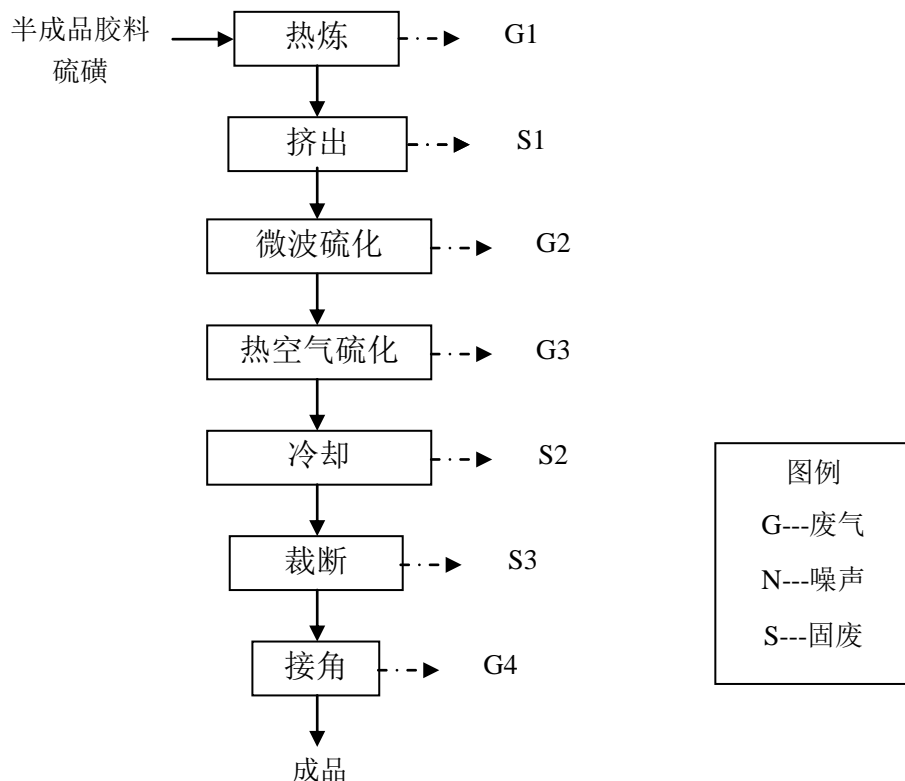 半成品胶料
硫磺
热炼
G1
挤出
S1
微波硫化
G2
热空气硫化
G3
冷却
S2
裁断
S3
接角
G4
成品
图例
G---废气
N---噪声
S---固废